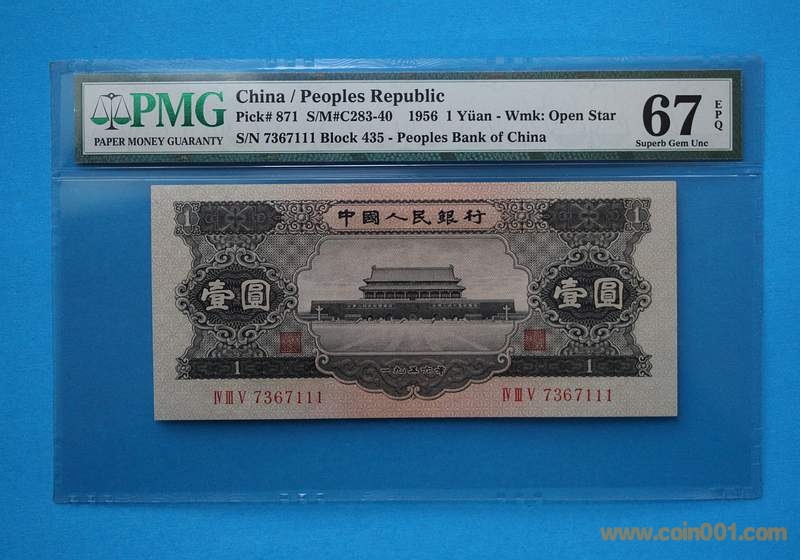 PMG
PAPER MONEY GUARANTY
China / Peoples Republic
Pick# 871 S/M#C283-40 1956 1 Yüan - Wmk: Open Star
S/N 7367111 Block 435 - Peoples Bank of China
67 EPQ
Superb Gem Unc
1 中國人民銀行 1
壹圓 壹圓
1 一九五六年 1
IV III V 7367111 IV III V 7367111
www.coin001.com